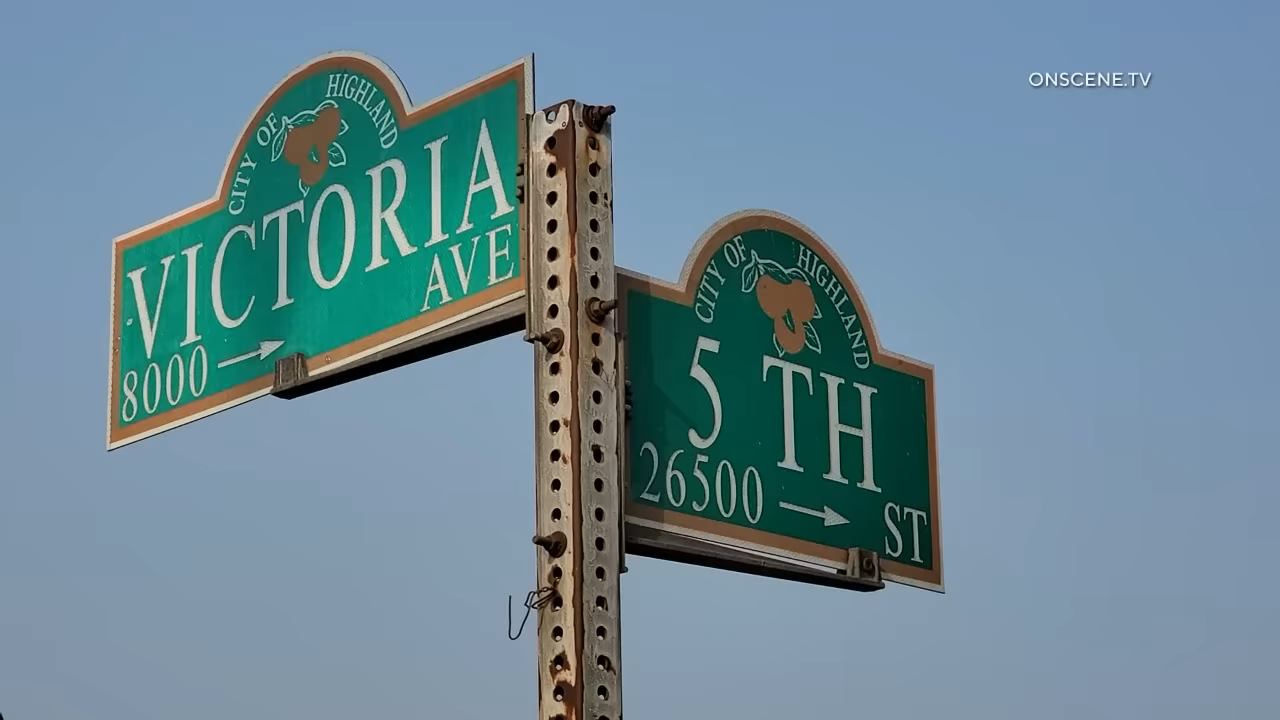 ONSCENE.TV
CITY OF HIGHLAND
VICTORIA
AVE
8000 →
CITY OF HIGHLAND
5 TH
26500 →
ST